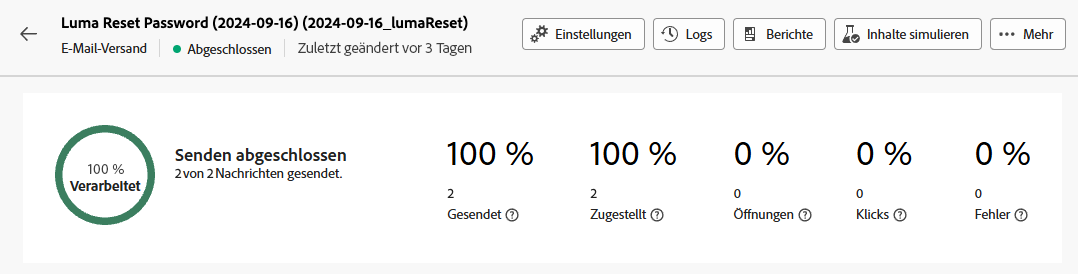 Luma Reset Password (2024-09-16) (2024-09-16_lumaReset)
E-Mail-Versand Abgeschlossen Zuletzt geändert vor 3 Tagen
Einstellungen Logs Berichte Inhalte simulieren Mehr
100 %
Verarbeitet
Senden abgeschlossen
2 von 2 Nachrichten gesendet.
100 % 100 % 0 % 0 % 0 %
2 2 0 0 0
Gesendet Zugestellt Öffnungen Klicks Fehler